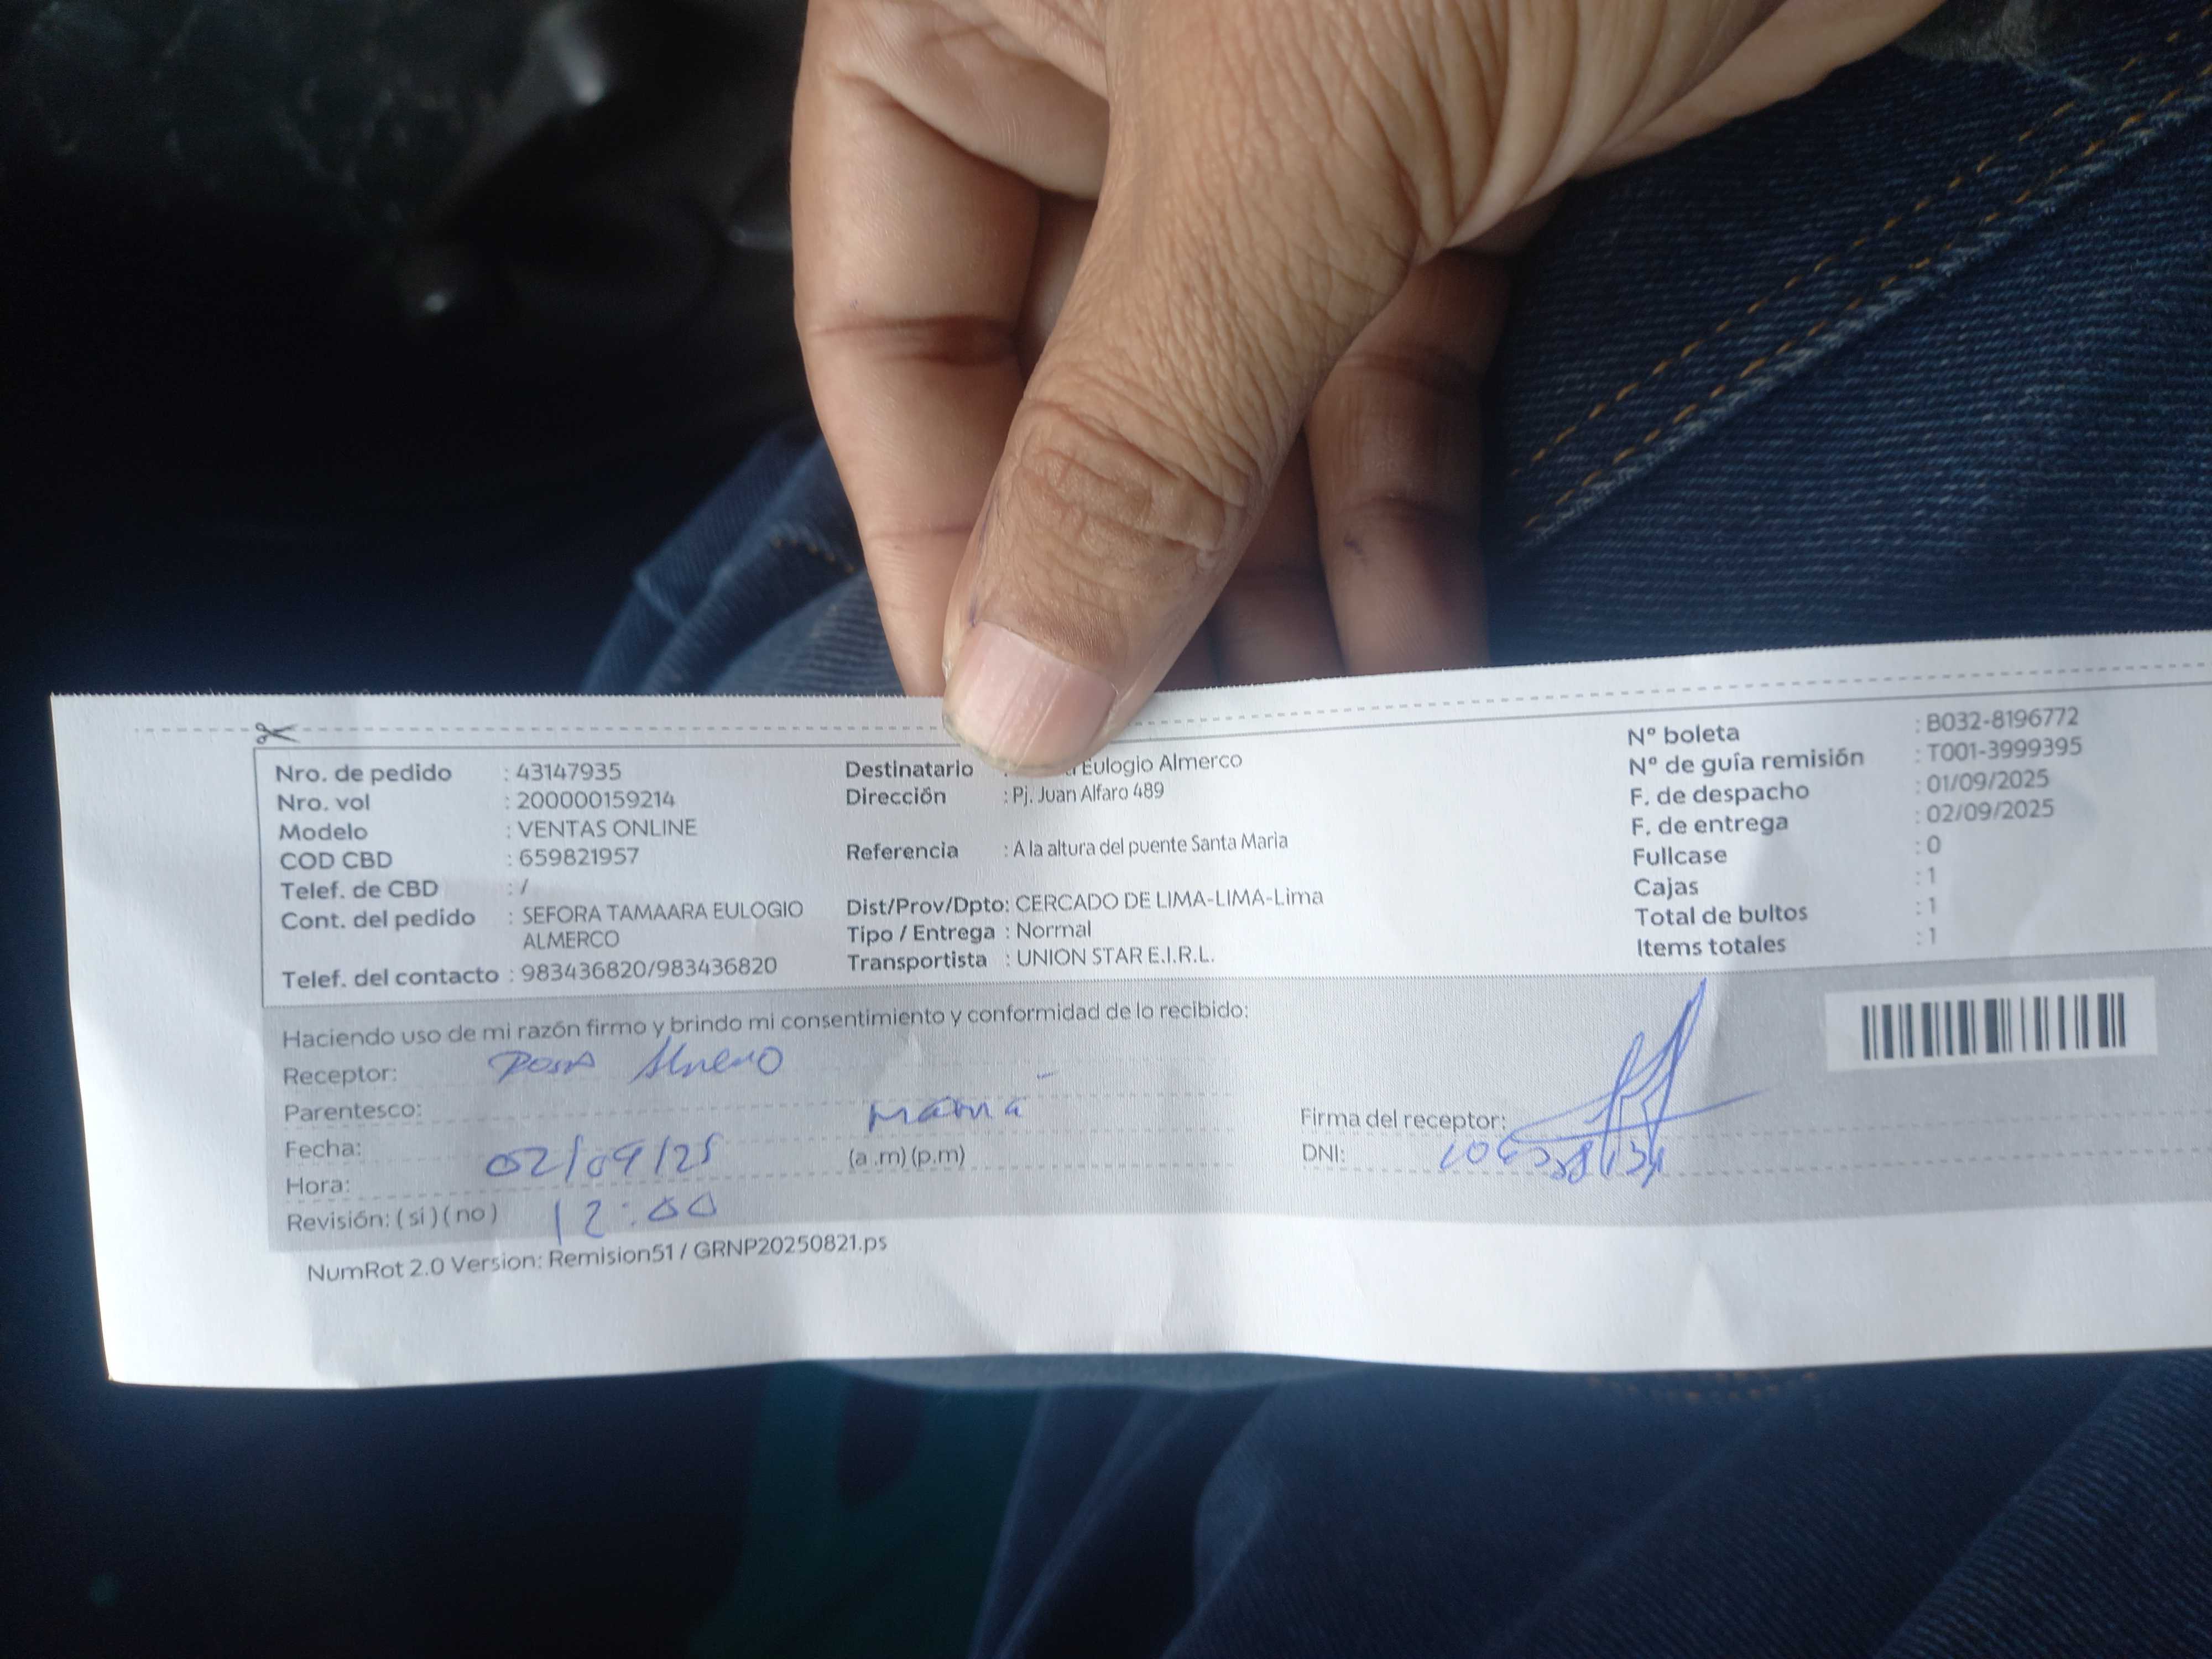 Nro. de pedido : 43147935
Nro. vol : 200000159214
Modelo : VENTAS ONLINE
COD CBD : 659821957
Telef. de CBD : /
Cont. del pedido : SEFORA TAMAARA EULOGIO
ALMERCO
Telef. del contacto : 983436820/983436820
Destinatario : Eulogio Almerco
Dirección : Pj. Juan Alfaro 489
Referencia : A la altura del puente Santa Maria
Dist/Prov/Dpto: CERCADO DE LIMA-LIMA-Lima
Tipo / Entrega : Normal
Transportista : UNION STAR E.I.R.L.
Nº boleta : B032-8196772
Nº de guía remisión : T001-3999395
F. de despacho : 01/09/2025
F. de entrega : 02/09/2025
Fullcase : 0
Cajas : 1
Total de bultos : 1
Items totales : 1
Haciendo uso de mi razón firmo y brindo mi consentimiento y conformidad de lo recibido:
Receptor: Rosa
Parentesco: mamá
Fecha: 02/09/25
(a.m) (p.m)
Hora: 12:00
Revisión: ( si ) ( no )
Firma del receptor:
DNI:
NumRot 2.0 Version: Remision51 / GRNP20250821.ps